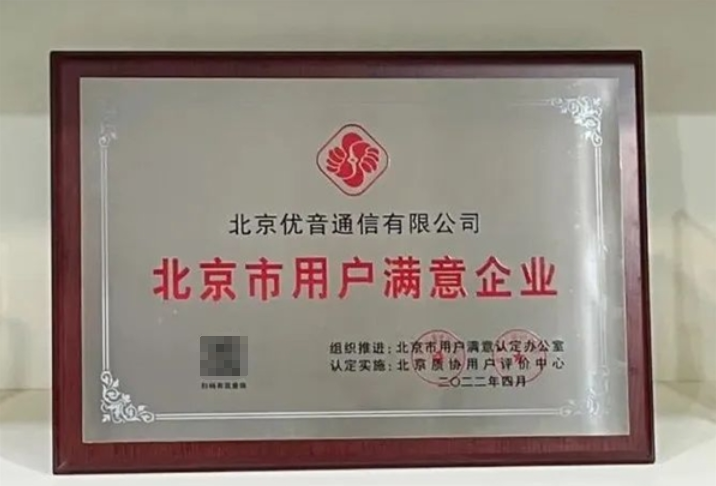 北京优音通信有限公司
北京市用户满意企业
组织推进：北京市用户满意认定办公室
认定实施：北京质协用户评价中心
二〇二二年四月